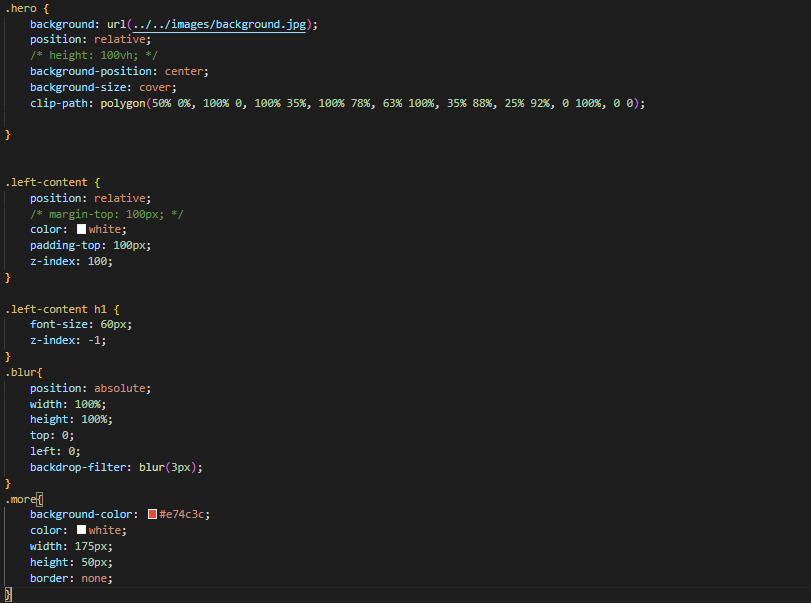 .hero {
    background: url(../../images/background.jpg);
    position: relative;
    /* height: 100vh; */
    background-position: center;
    background-size: cover;
    clip-path: polygon(50% 0%, 100% 0, 100% 35%, 100% 78%, 63% 100%, 35% 88%, 25% 92%, 0 100%, 0 0);
}
.left-content {
    position: relative;
    /* margin-top: 100px; */
    color: white;
    padding-top: 100px;
    z-index: 100;
}
.left-content h1 {
    font-size: 60px;
    z-index: -1;
}
.blur{
    position: absolute;
    width: 100%;
    height: 100%;
    top: 0;
    left: 0;
    backdrop-filter: blur(3px);
}
.more{
    background-color: #e74c3c;
    color: white;
    width: 175px;
    height: 50px;
    border: none;
}